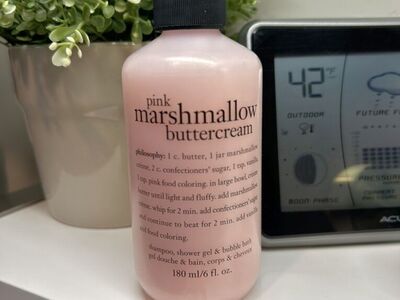 pink
marshmallow
buttercream
philosophy: 1 c. butter, 1 jar marshmallow
creme, 2 c. confectioners' sugar, 1 tsp. vanilla
1 tsp. pink food coloring. in large bowl, cream
butter until light and fluffy. add marshmallow
creme. whip for 2 min. add confectioners' sugar
and continue to beat for 2 min. add vanilla
and food coloring.
shampoo, shower gel & bubble bath
gel douche & bain, corps & cheveux
180 ml/6 fl. oz.
42°F
OUTDOOR
MOON PHASE
FUTURE FO
PRESSURE
ACU